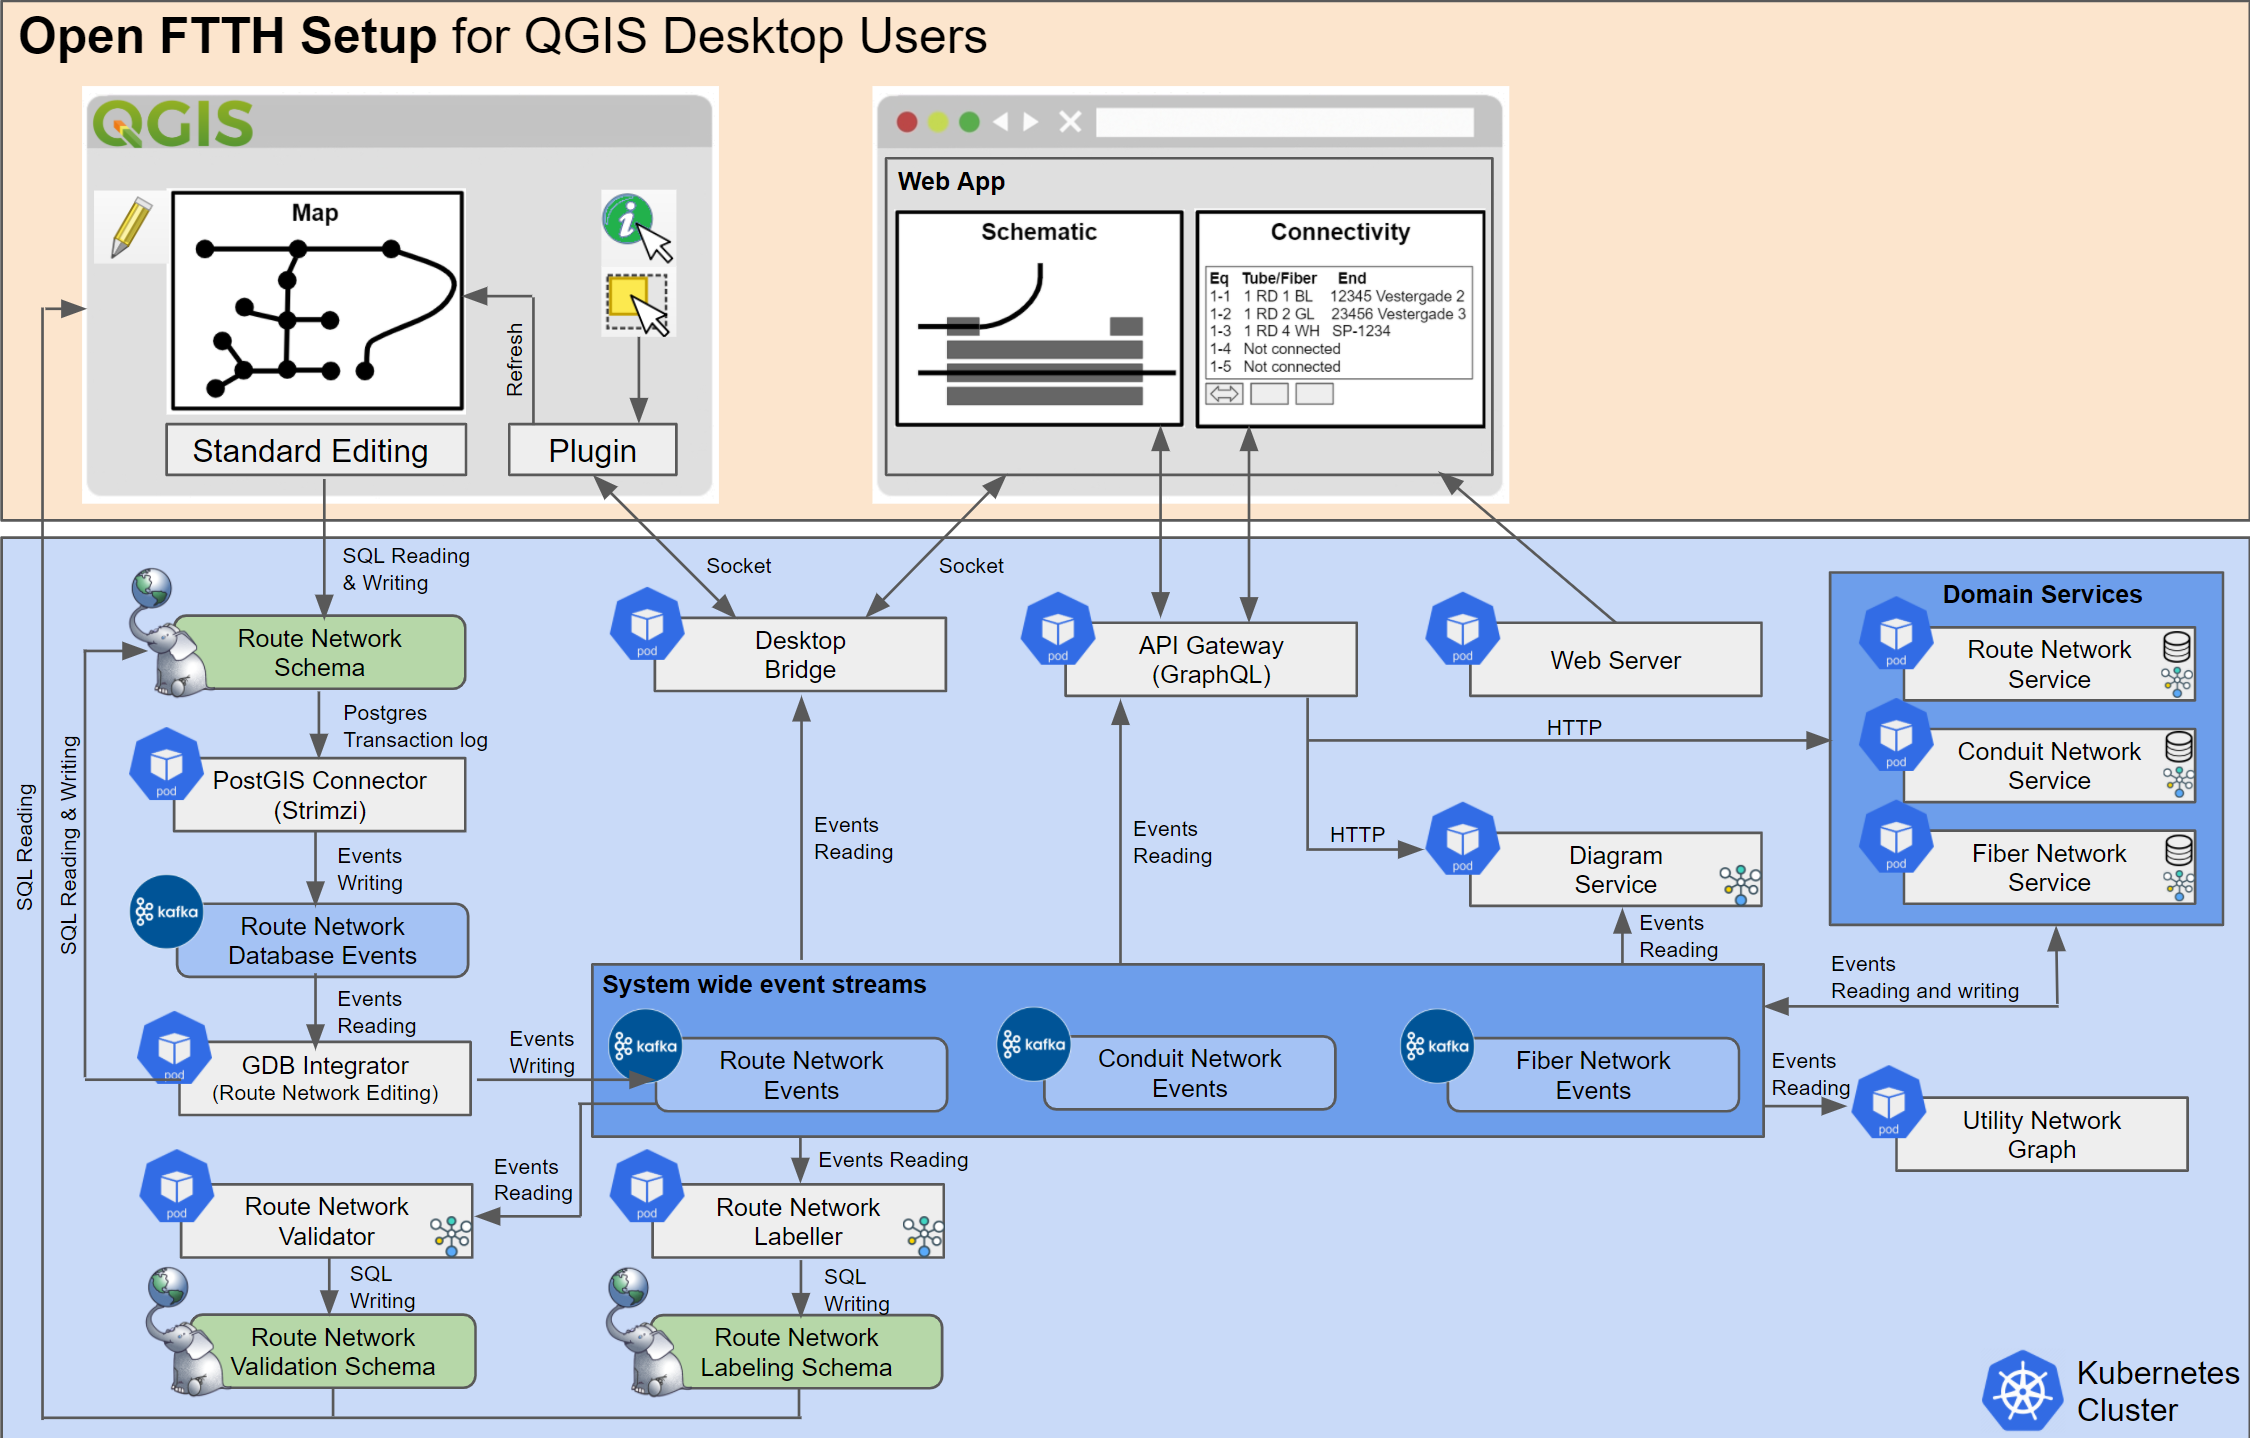 Open FTTH Setup for QGIS Desktop Users
QGIS
Map
Refresh
Standard Editing
Plugin
Web App
Schematic
Connectivity
Eq Tube/Fiber End
1-1 1 RD 1 BL 12345 Vestergade 2
1-2 1 RD 2 GL 23456 Vestergade 3
1-3 1 RD 4 WH SP-1234
1-4 Not connected
1-5 Not connected
SQL Reading
& Writing
Socket
Socket
Route Network
Schema
pod
Desktop
Bridge
pod
API Gateway
(GraphQL)
pod
Web Server
Domain Services
pod
Route Network
Service
pod
Conduit Network
Service
pod
Fiber Network
Service
Postgres
Transaction log
pod
PostGIS Connector
(Strimzi)
HTTP
HTTP
SQL Reading
SQL Reading & Writing
Events
Writing
Events
Reading
Events
Reading
pod
Diagram
Service
kafka
Route Network
Database Events
Events
Reading
Events
Reading
Events
Reading and writing
System wide event streams
pod
GDB Integrator
(Route Network Editing)
Events
Writing
kafka
Route Network
Events
kafka
Conduit Network
Events
kafka
Fiber Network
Events
Events
Reading
pod
Utility Network
Graph
Events
Reading
Events Reading
pod
Route Network
Validator
pod
Route Network
Labeller
SQL
Writing
SQL
Writing
Route Network
Validation Schema
Route Network
Labeling Schema
Kubernetes
Cluster